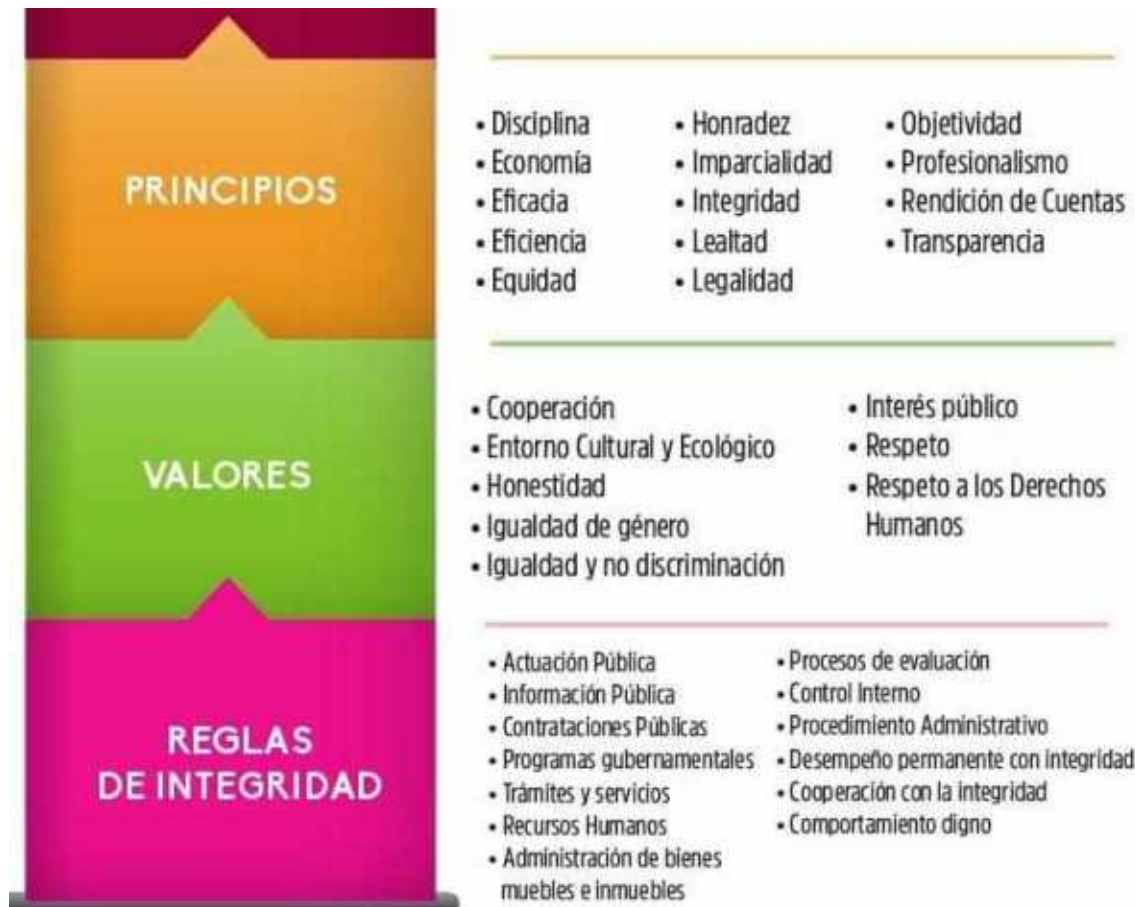 PRINCIPIOS
• Disciplina
• Economía
• Eficacia
• Eficiencia
• Equidad
• Honradez
• Imparcialidad
• Integridad
• Lealtad
• Legalidad
• Objetividad
• Profesionalismo
• Rendición de Cuentas
• Transparencia
VALORES
• Cooperación
• Entorno Cultural y Ecológico
• Honestidad
• Igualdad de género
• Igualdad y no discriminación
• Interés público
• Respeto
• Respeto a los Derechos
Humanos
REGLAS
DE INTEGRIDAD
• Actuación Pública
• Información Pública
• Contrataciones Públicas
• Programas gubernamentales
• Trámites y servicios
• Recursos Humanos
• Administración de bienes
muebles e inmuebles
• Procesos de evaluación
• Control Interno
• Procedimiento Administrativo
• Desempeño permanente con integridad
• Cooperación con la integridad
• Comportamiento digno